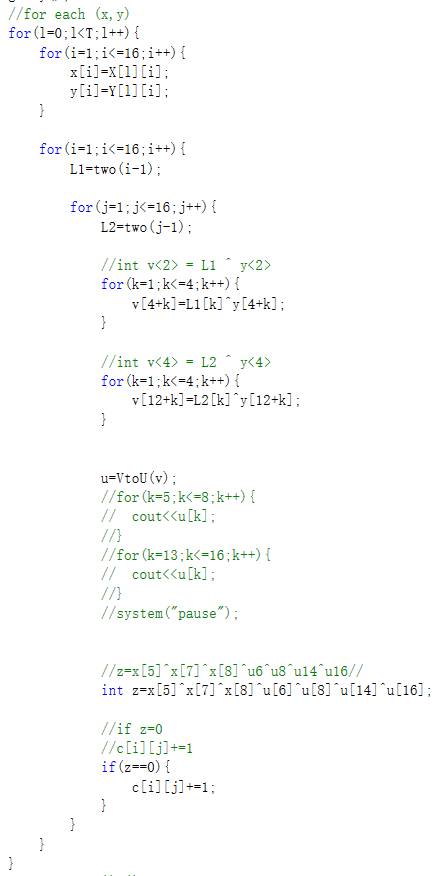 //for each (x,y)
for(l=0;l<T;l++){
for(i=1;i<=16;i++){
x[i]=X[l][i];
y[i]=Y[l][i];
}
for(i=1;i<=16;i++){
L1=two(i-1);
for(j=1;j<=16;j++){
L2=two(j-1);
//int v<2> = L1 ^ y<2>
for(k=1;k<=4;k++){
v[4+k]=L1[k]^y[4+k];
}
//int v<4> = L2 ^ y<4>
for(k=1;k<=4;k++){
v[12+k]=L2[k]^y[12+k];
}
u=VtoU(v);
//for(k=5;k<=8;k++){
// cout<<u[k];
//}
//for(k=13;k<=16;k++){
// cout<<u[k];
//}
//system("pause");
//z=x[5]^x[7]^x[8]^u6^u8^u14^u16//
int z=x[5]^x[7]^x[8]^u[6]^u[8]^u[14]^u[16];
//if z=0
//c[i][j]+=1
if(z==0){
c[i][j]+=1;
}
}
}
}